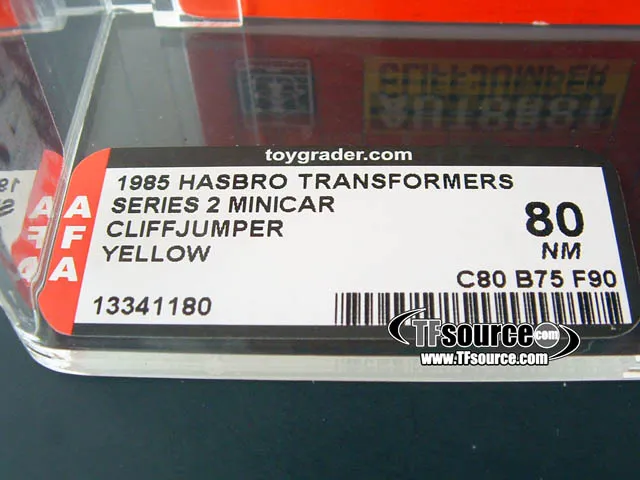 CLIFFJUMPER
toygrader.com
AFA
1985 HASBRO TRANSFORMERS
SERIES 2 MINICAR
CLIFFJUMPER
YELLOW
80
NM
C80 B75 F90
13341180
TFsource.com
www.TFsource.com